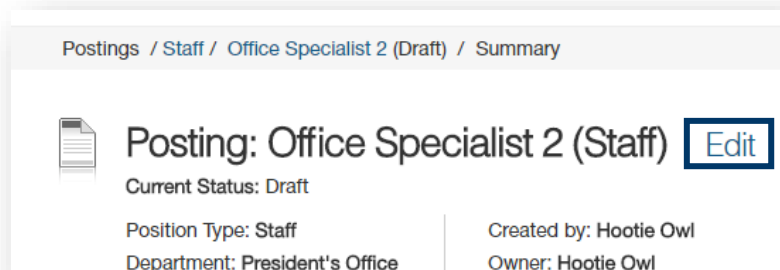 Postings / Staff / Office Specialist 2 (Draft) / Summary
Posting: Office Specialist 2 (Staff) Edit
Current Status: Draft
Position Type: Staff
Created by: Hootie Owl
Department: President's Office
Owner: Hootie Owl